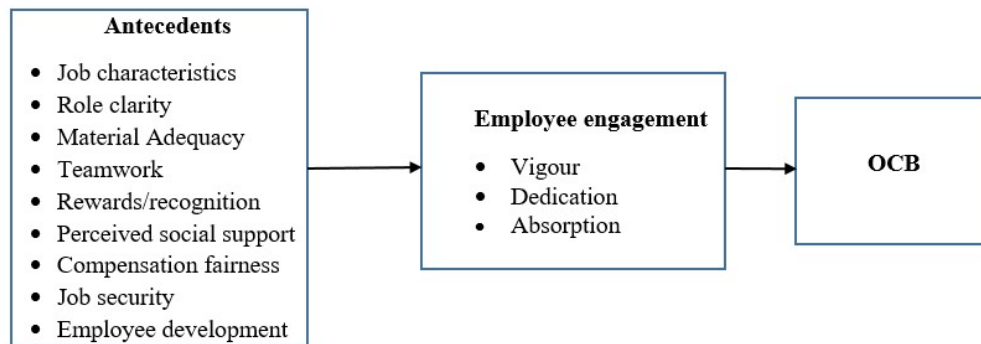 Antecedents
• Job characteristics
• Role clarity
• Material Adequacy
• Teamwork
• Rewards/recognition
• Perceived social support
• Compensation fairness
• Job security
• Employee development
Employee engagement
• Vigour
• Dedication
• Absorption
OCB